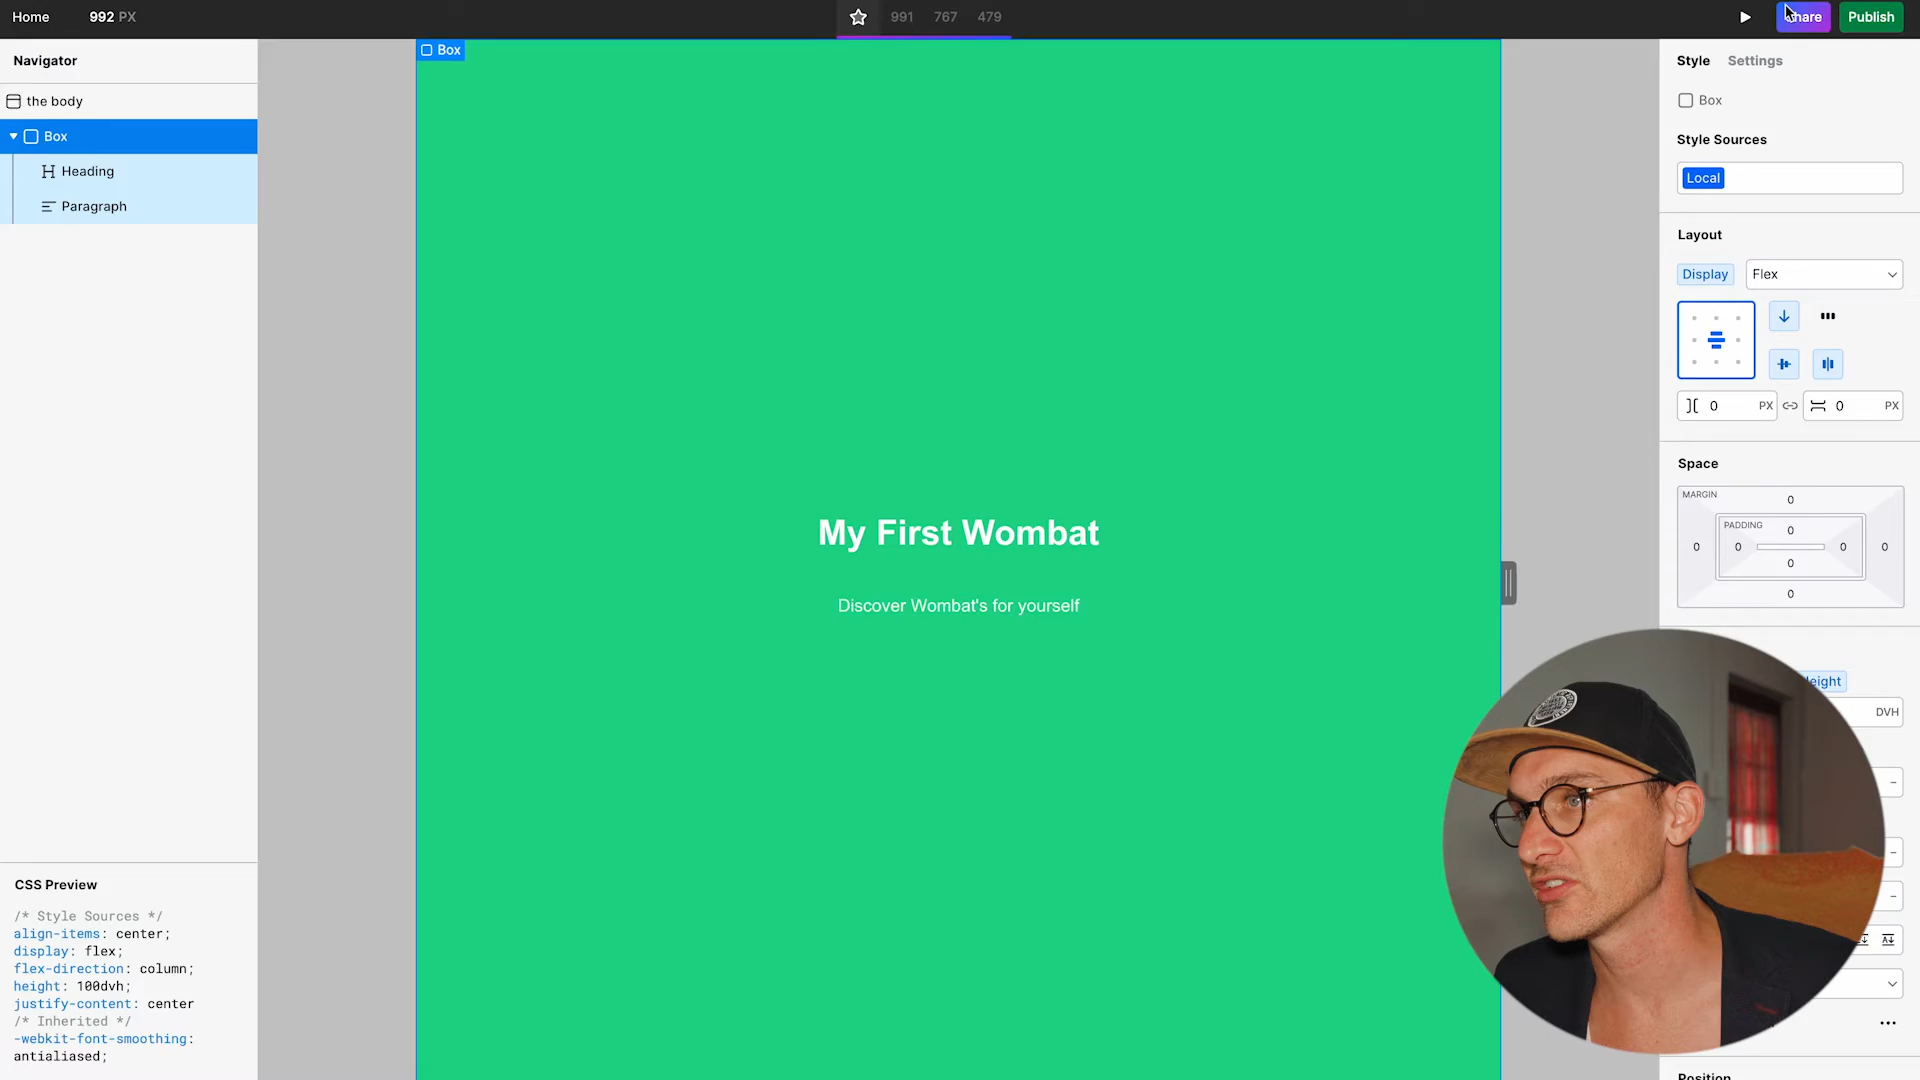 Home 992 PX 991 767 479 Share Publish
Navigator
the body
Box
Heading
Paragraph
Box
My First Wombat
Discover Wombat's for yourself
Style Settings
Box
Style Sources
Local
Layout
Display Flex
0 PX 0 PX
Space
MARGIN 0
PADDING 0
0 0 0 0
0
0
DVH
CSS Preview
/* Style Sources */
align-items: center;
display: flex;
flex-direction: column;
height: 100dvh;
justify-content: center
/* Inherited */
-webkit-font-smoothing:
antialiased;